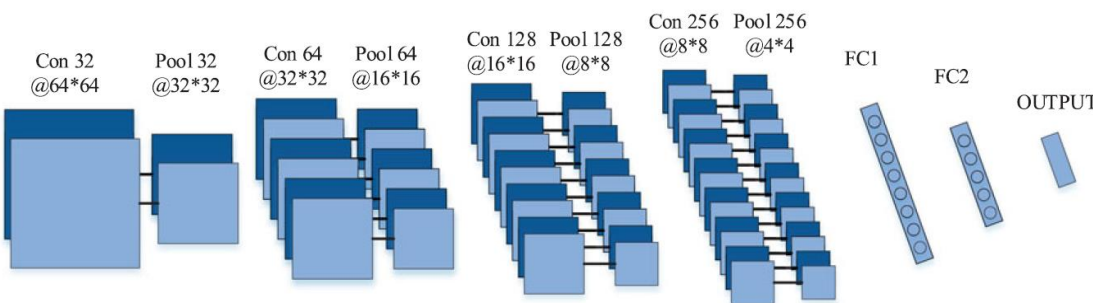 Con 32
@64*64
Pool 32
@32*32
Con 64
@32*32
Pool 64
@16*16
Con 128
@16*16
Pool 128
@8*8
Con 256
@8*8
Pool 256
@4*4
FC1
FC2
OUTPUT